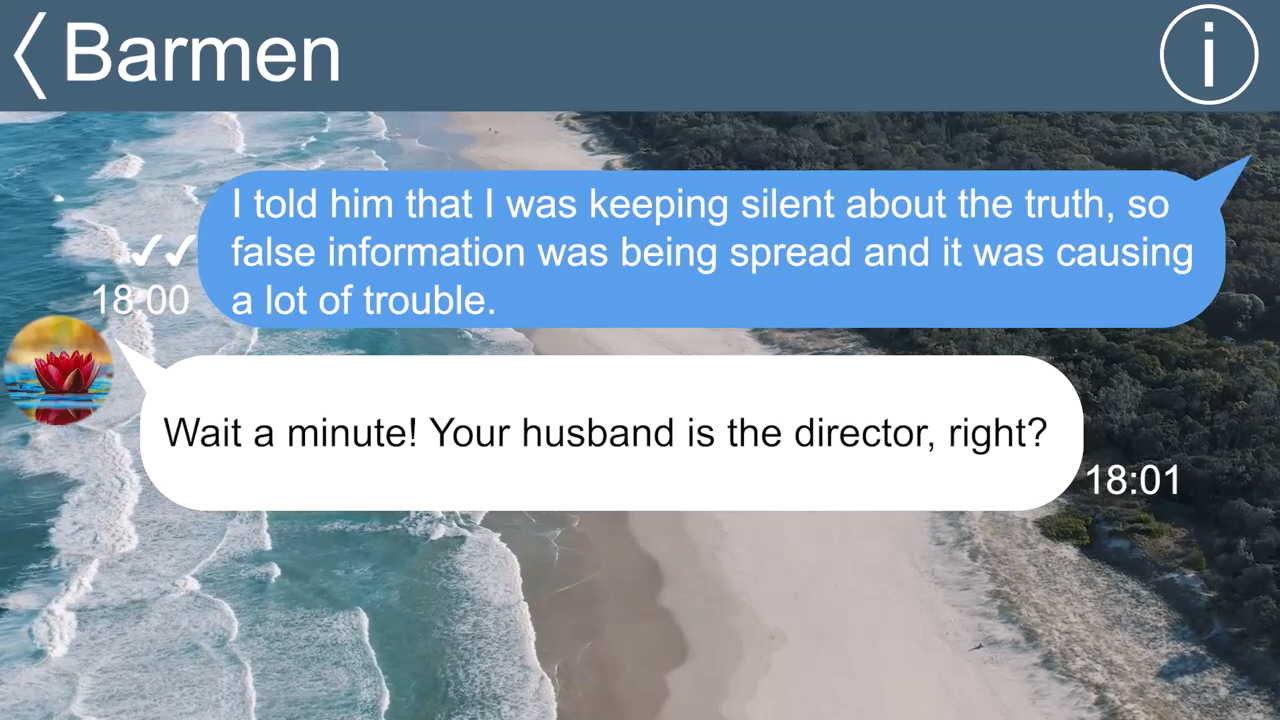 Barmen
i
I told him that I was keeping silent about the truth, so
false information was being spread and it was causing
a lot of trouble.
18:00
Wait a minute! Your husband is the director, right?
18:01